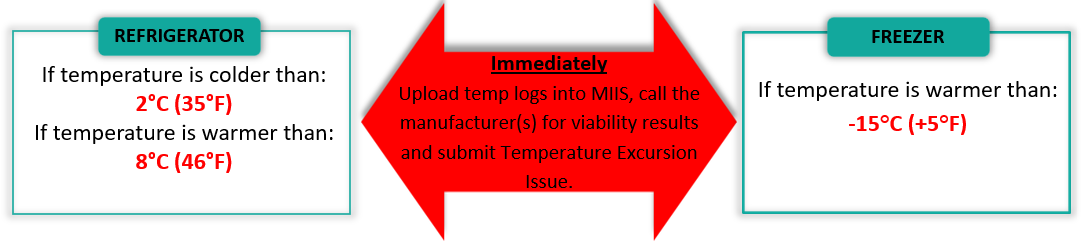 REFRIGERATOR
If temperature is colder than:
2°C (35°F)
If temperature is warmer than:
8°C (46°F)
Immediately
Upload temp logs into MIIS, call the
manufacturer(s) for viability results
and submit Temperature Excursion
Issue.
FREEZER
If temperature is warmer than:
-15°C (+5°F)